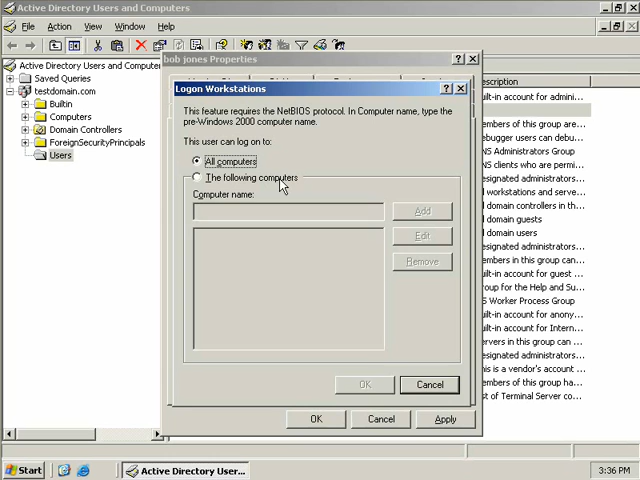 Active Directory Users and Computers
File Action View Window Help
Active Directory Users and Computer
Saved Queries
testdomain.com
Builtin
Computers
Domain Controllers
ForeignSecurityPrincipals
Users
bob jones Properties
Logon Workstations
This feature requires the NetBIOS protocol. In Computer name, type the
pre-Windows 2000 computer name.
This user can log on to:
All computers
The following computers
Computer name:
Add
Edit
Remove
OK Cancel
OK Cancel Apply
escription
uilt-in account for admini...
embers of this group are...
ebugger users can debu...
NS Administrators Group
NS clients who are permi...
esignated administrators...
l workstations and serve...
l domain controllers in th...
l domain guests
l domain users
esignated administrators...
embers in this group can...
uilt-in account for guest ...
roup for the Help and Su...
S Worker Process Group
uilt-in account for anony...
uilt-in account for Intern...
ervers in this group can ...
esignated administrators...
his is a vendor's account ...
embers of this group ha...
st of Terminal Server co...
Start
Active Directory User...
3:36 PM